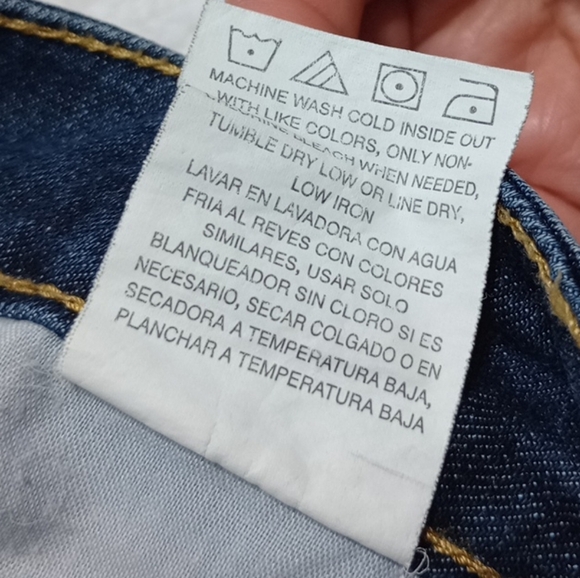 MACHINE WASH COLD INSIDE OUT
WITH LIKE COLORS, ONLY NON-
CHLORINE BLEACH WHEN NEEDED,
TUMBLE DRY LOW OR LINE DRY,
LOW IRON
LAVAR EN LAVADORA CON AGUA
FRIA AL REVES CON COLORES
SIMILARES, USAR SOLO
BLANQUEADOR SIN CLORO SI ES
NECESARIO, SECAR COLGADO O EN
SECADORA A TEMPERATURA BAJA,
PLANCHAR A TEMPERATURA BAJA